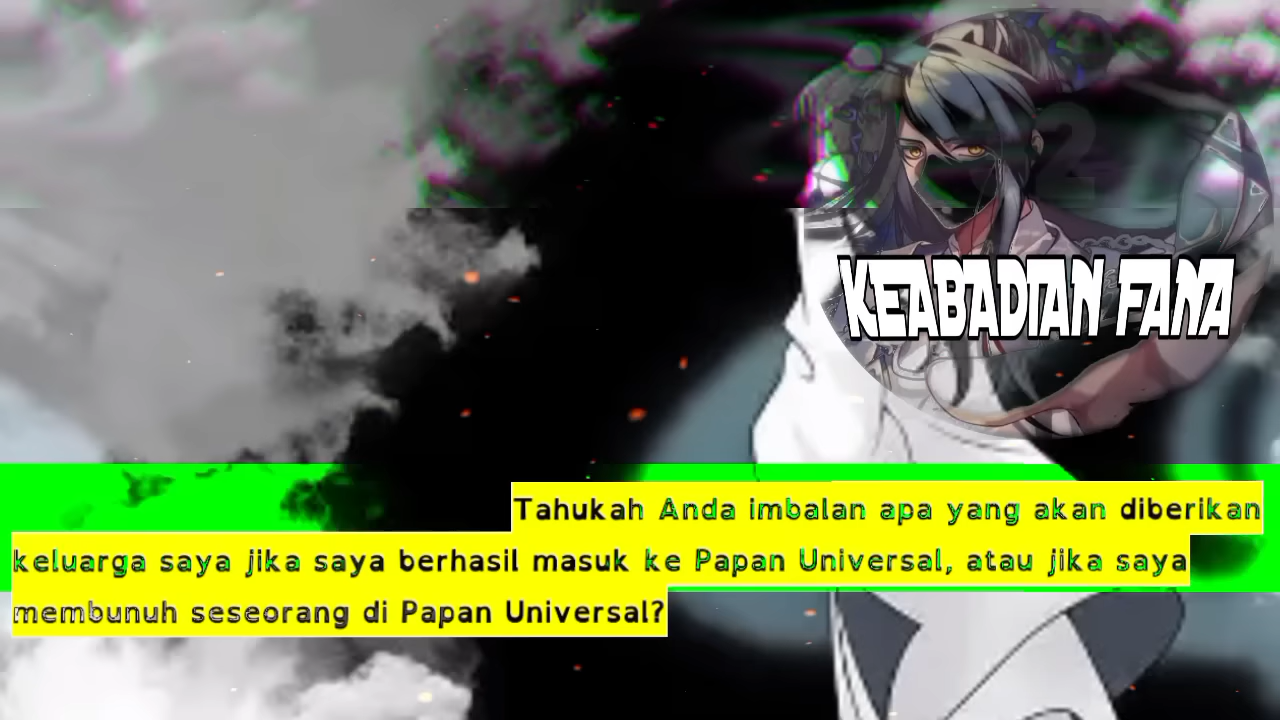 KEABADIAN FANA
Tahukah Anda imbalan apa yang akan diberikan
keluarga saya jika saya berhasil masuk ke Papan Universal, atau jika saya
membunuh seseorang di Papan Universal?